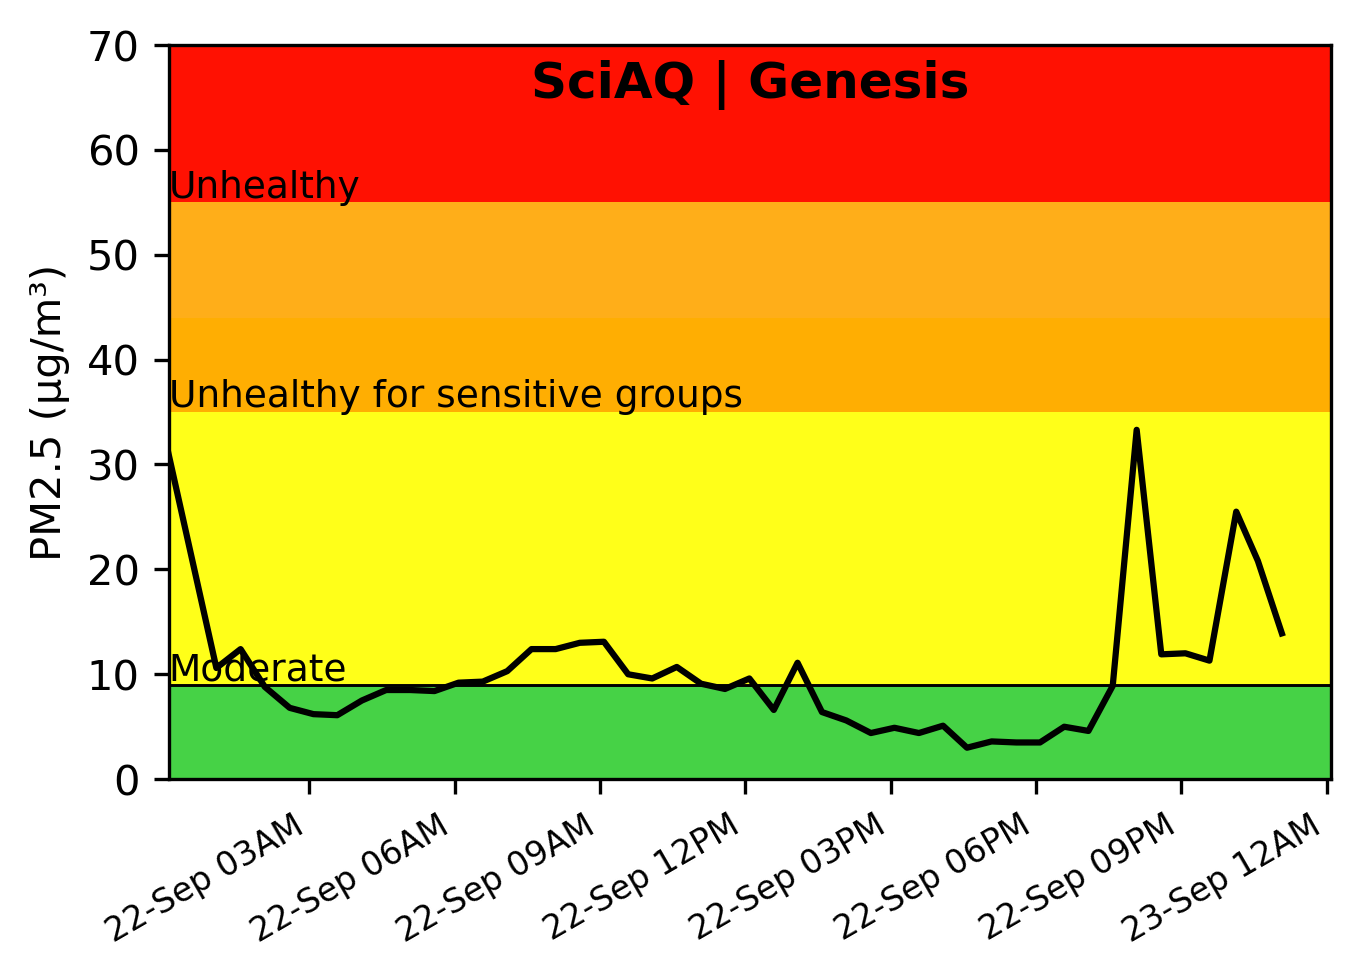 SciAQ | Genesis
PM2.5 (µg/m³)
70
60
50
40
30
20
10
0
Unhealthy
Unhealthy for sensitive groups
Moderate
22-Sep 03AM
22-Sep 06AM
22-Sep 09AM
22-Sep 12PM
22-Sep 03PM
22-Sep 06PM
22-Sep 09PM
23-Sep 12AM